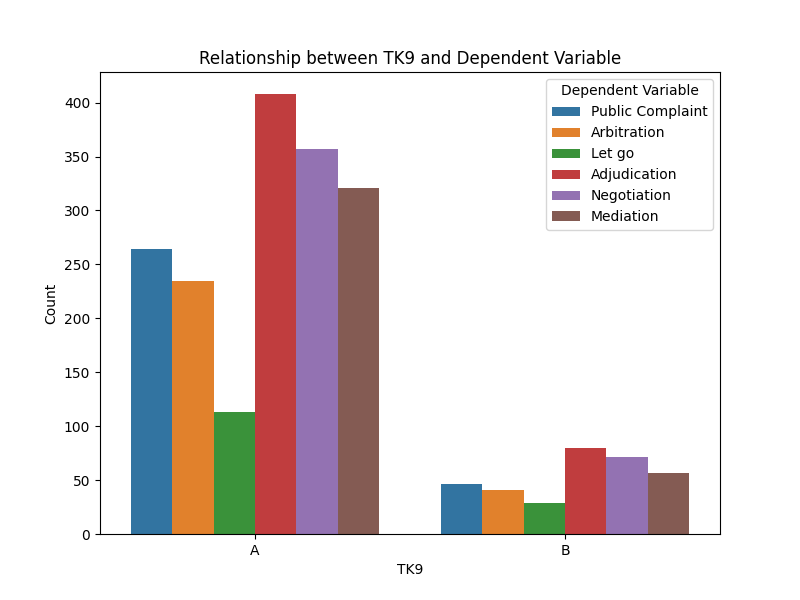 Relationship between TK9 and Dependent Variable
Dependent Variable
Public Complaint
Arbitration
Let go
Adjudication
Negotiation
Mediation
Count
400
350
300
250
200
150
100
50
0
A
B
TK9